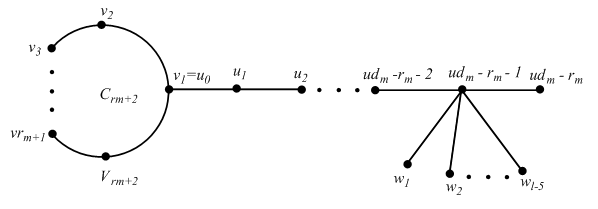 v₂
v₃
C_{rm+2}
vr_{m+1}
V_{rm+2}
v₁=u₀
u₁
u₂
ud_m-r_m-2
ud_m-r_m-1
ud_m-r_m
w₁
w₂
w_{l-5}